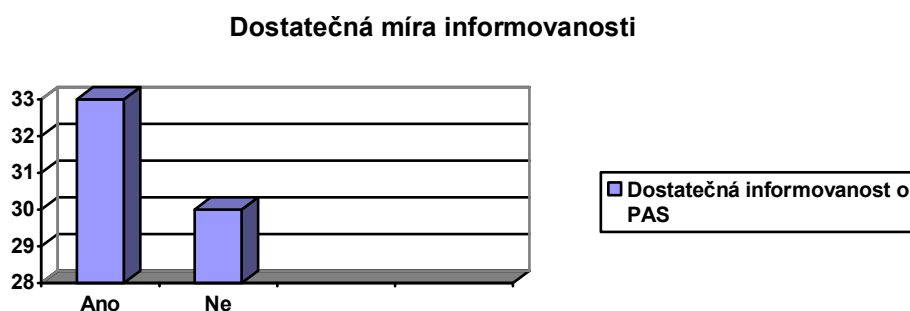 Dostatečná míra informovanosti
33
32
31
30
29
28
Ano Ne
Dostatečná informovanost o
PAS